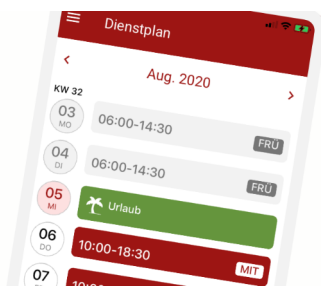 Dienstplan
Aug. 2020
KW 32
03 06:00-14:30 FRÜ
MO
04 06:00-14:30 FRÜ
DI
05 Urlaub
MI
06 10:00-18:30 MIT
DO
07